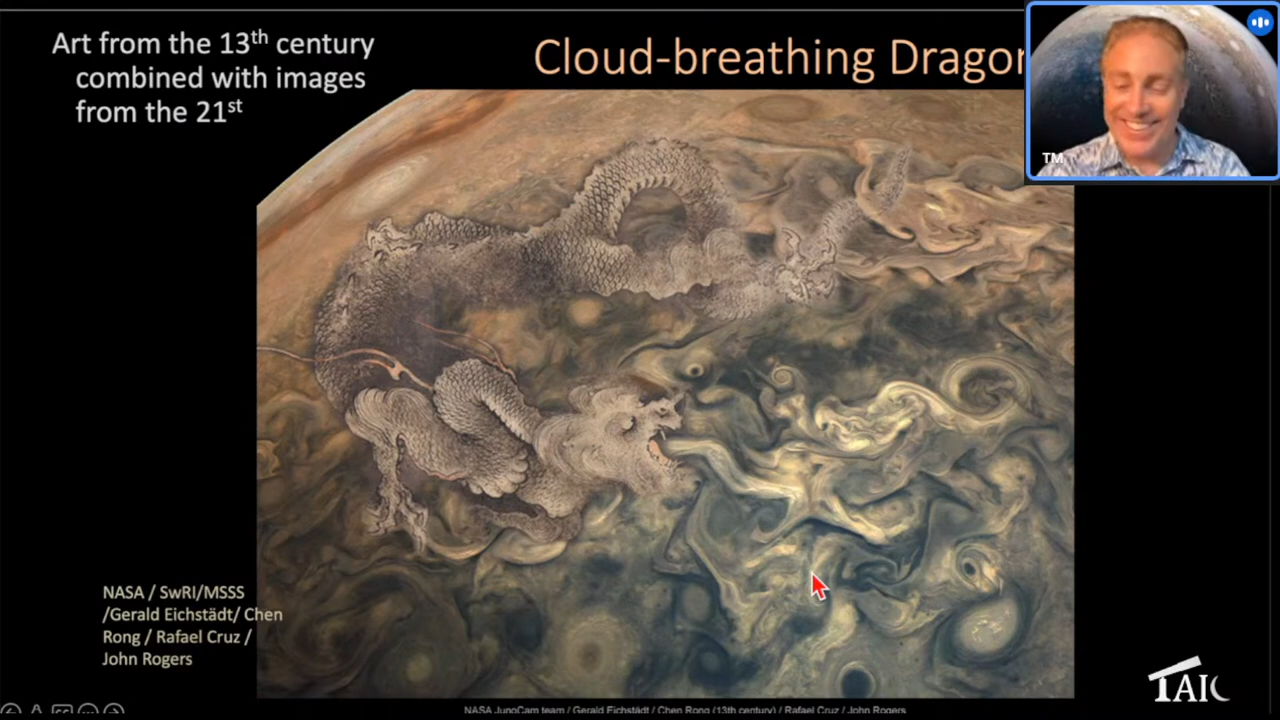 Art from the 13th century
combined with images
from the 21st
Cloud-breathing Dragon
TM
NASA / SwRI/MSSS
/Gerald Eichstädt/ Chen
Rong / Rafael Cruz /
John Rogers
TAIC
NASA JunoCam team / Gerald Eichstädt / Chen Rong (13th century) / Rafael Cruz / John Rogers